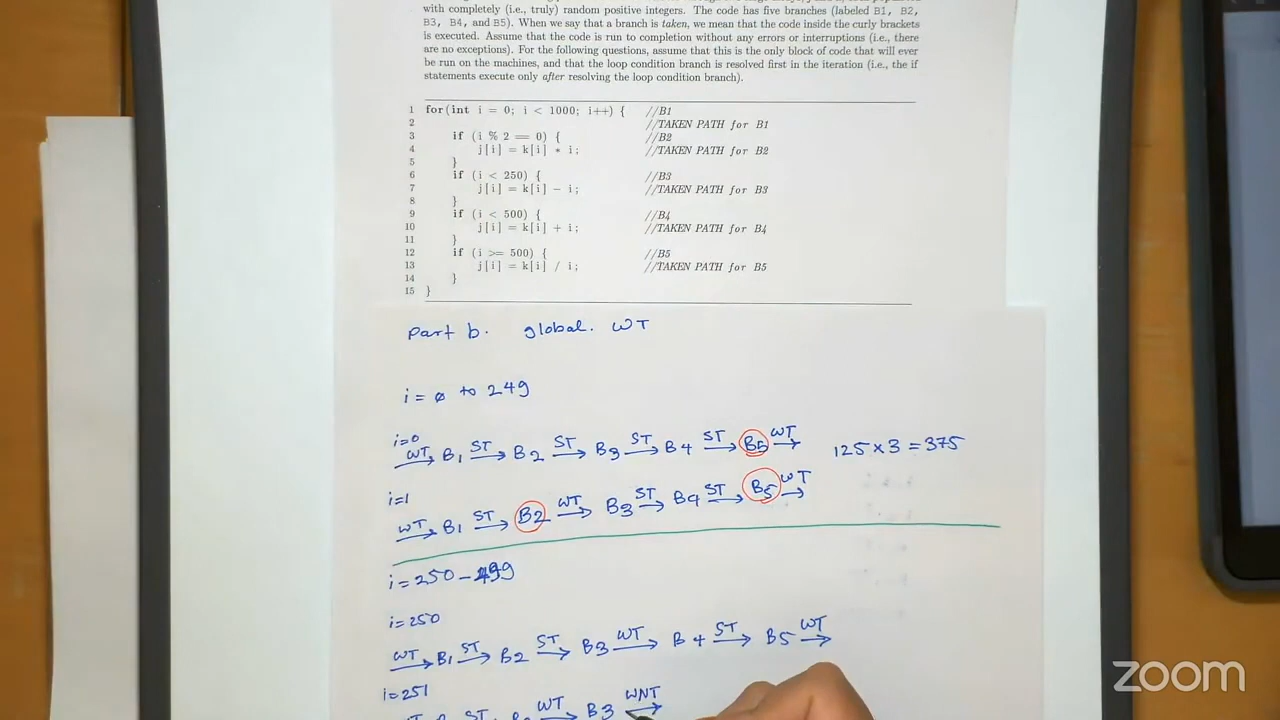 with completely (i.e., truly) random positive integers. The code has five branches (labeled B1, B2,
B3, B4, and B5). When we say that a branch is taken, we mean that the code inside the curly brackets
is executed. Assume that the code is run to completion without any errors or interruptions (i.e., there
are no exceptions). For the following questions, assume that this is the only block of code that will ever
be run on the machines, and that the loop condition branch is resolved first in the iteration (i.e., the if
statements execute only after resolving the loop condition branch).
1 for(int i = 0; i < 1000; i++) { //B1
2 //TAKEN PATH for B1
3 if (i % 2 == 0) { //B2
4 j[i] = k[i] * i; //TAKEN PATH for B2
5 }
6 if (i < 250) { //B3
7 j[i] = k[i] - i; //TAKEN PATH for B3
8 }
9 if (i < 500) { //B4
10 j[i] = k[i] + i; //TAKEN PATH for B4
11 }
12 if (i >= 500) { //B5
13 j[i] = k[i] / i; //TAKEN PATH for B5
14 }
15 }
Part b. global. WT
i = 0 to 249
i=0
WT → B1 ST → B2 ST → B3 ST → B4 ST → B5 WT → 125 × 3 = 375
i=1
WT → B1 ST → B2 WT → B3 ST → B4 ST → B5 WT →
i = 250 - 499
i=250
WT → B1 ST → B2 ST → B3 WT → B4 ST → B5 WT →
i=251
ST WT → B3 WNT →
zoom